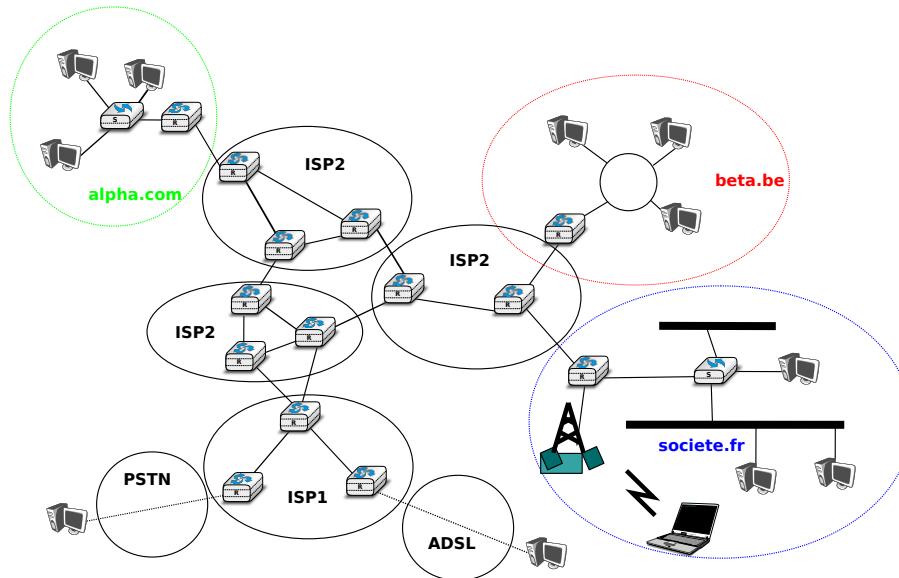 S
R
alpha.com
ISP2
R
R
R
beta.be
R
ISP2
R
R
ISP2
R
R
R
R
S
societe.fr
R
ISP1
R
R
PSTN
ADSL